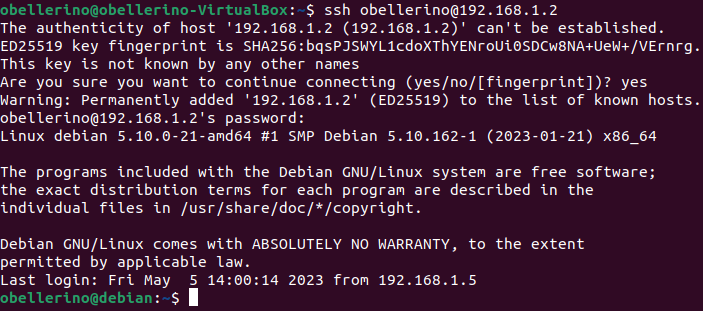 obellerino@obellerino-VirtualBox:~$ ssh obellerino@192.168.1.2
The authenticity of host '192.168.1.2 (192.168.1.2)' can't be established.
ED25519 key fingerprint is SHA256:bqsPJSWYL1cdoXThYENroUi0SDCw8NA+UeW+/VErnrg.
This key is not known by any other names
Are you sure you want to continue connecting (yes/no/[fingerprint])? yes
Warning: Permanently added '192.168.1.2' (ED25519) to the list of known hosts.
obellerino@192.168.1.2's password:
Linux debian 5.10.0-21-amd64 #1 SMP Debian 5.10.162-1 (2023-01-21) x86_64

The programs included with the Debian GNU/Linux system are free software;
the exact distribution terms for each program are described in the
individual files in /usr/share/doc/*/copyright.

Debian GNU/Linux comes with ABSOLUTELY NO WARRANTY, to the extent
permitted by applicable law.
Last login: Fri May  5 14:00:14 2023 from 192.168.1.5
obellerino@debian:~$